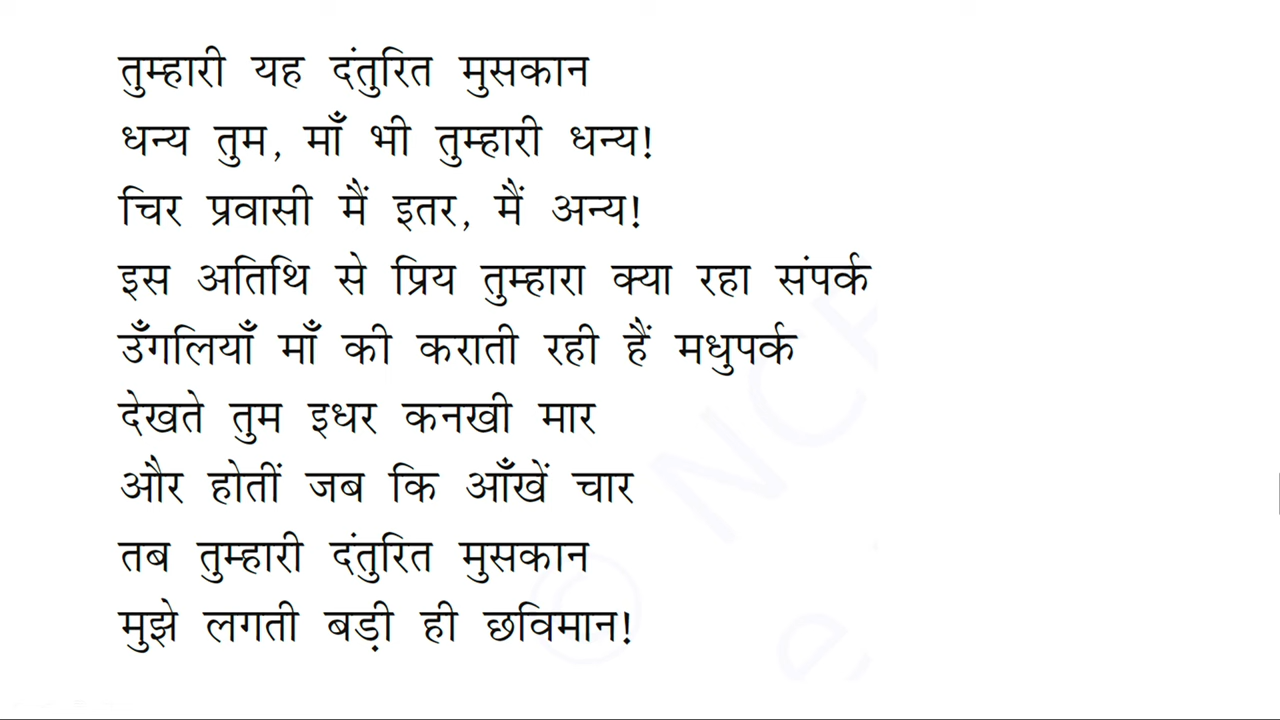 तुम्हारी यह दंतुरित मुसकान
धन्य तुम, माँ भी तुम्हारी धन्य!
चिर प्रवासी मैं इतर, मैं अन्य!
इस अतिथि से प्रिय तुम्हारा क्या रहा संपर्क
उँगलियाँ माँ की कराती रही हैं मधुपर्क
देखते तुम इधर कनखी मार
और होतीं जब कि आँखें चार
तब तुम्हारी दंतुरित मुसकान
मुझे लगती बड़ी ही छविमान!